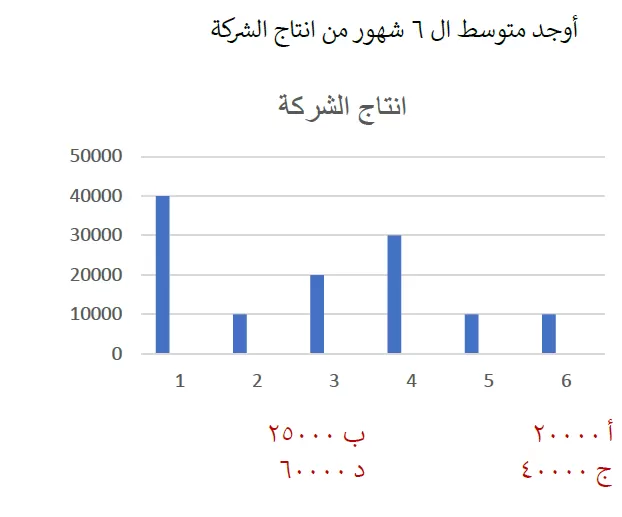 أوجد متوسط ال ٦ شهور من انتاج الشركة
انتاج الشركة
50000
40000
30000
20000
10000
0
1 2 3 4 5 6
أ ٢٠٠٠٠ ب ٢٥٠٠٠
ج ٤٠٠٠٠ د ٦٠٠٠٠